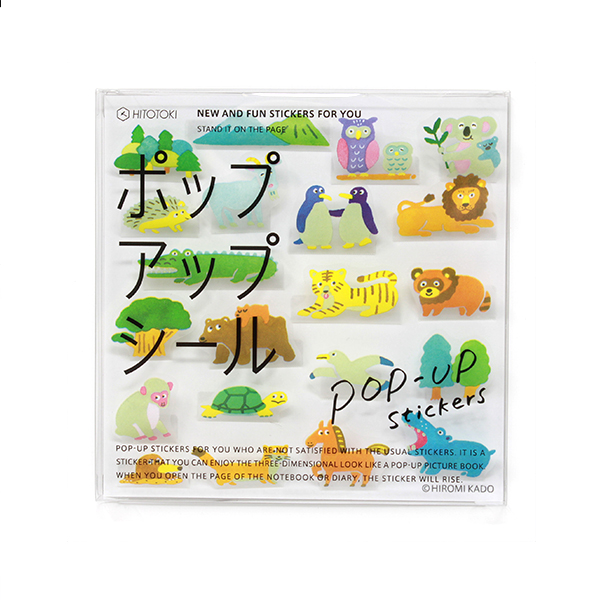 HITOTOKI
NEW AND FUN STICKERS FOR YOU
STAND IT ON THE PAGE
ポップ
アップ
シール
POP-UP
stickers
POP-UP STICKERS FOR YOU WHO ARE NOT SATISFIED WITH THE USUAL STICKERS. IT IS A
STICKER THAT YOU CAN ENJOY THE THREE-DIMENSIONAL LOOK LIKE A POP-UP PICTURE BOOK.
WHEN YOU OPEN THE PAGE OF THE NOTEBOOK OR DIARY, THE STICKER WILL RISE.
©HIROMI KADO